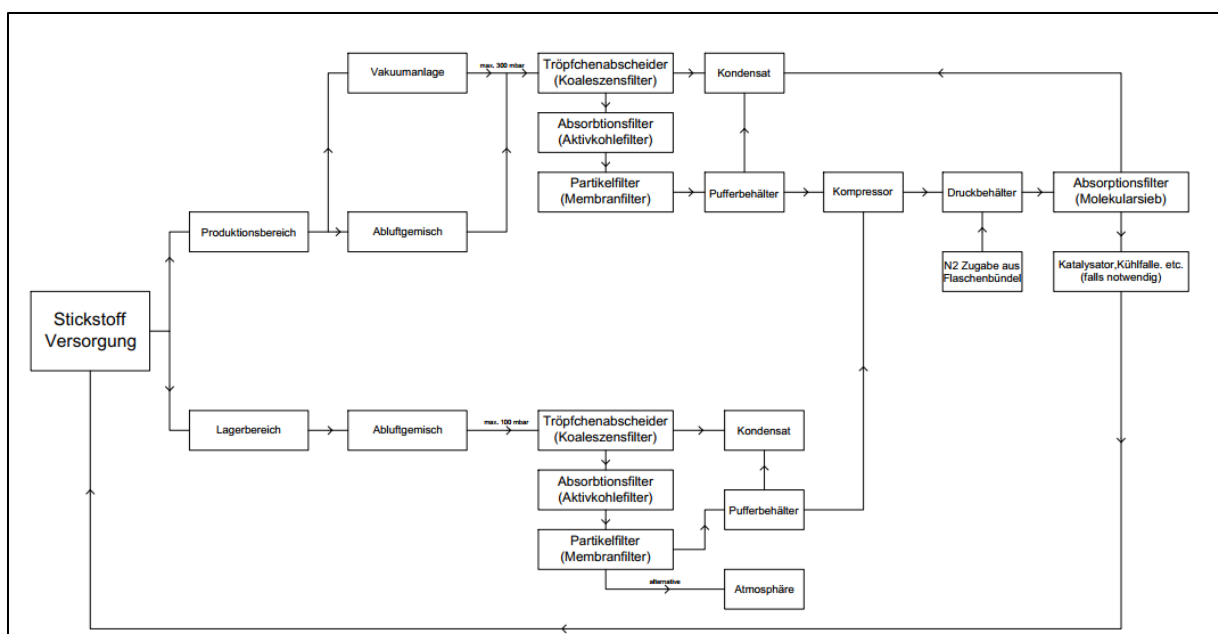 Vakuumanlage
max. 300 mbar
Tröpfchenabscheider
(Koaleszensfilter)
Kondensat
Absorbtionsfilter
(Aktivkohlefilter)
Partikelfilter
(Membranfilter)
Pufferbehälter
Kompressor
Druckbehälter
Absorptionsfilter
(Molekularsieb)
Produktionsbereich
Abluftgemisch
N2 Zugabe aus
Flaschenbündel
Katalysator,Kühlfalle. etc.
(falls notwendig)
Stickstoff
Versorgung
Lagerbereich
Abluftgemisch
max. 100 mbar
Tröpfchenabscheider
(Koaleszensfilter)
Kondensat
Absorbtionsfilter
(Aktivkohlefilter)
Pufferbehälter
Partikelfilter
(Membranfilter)
alternative
Atmosphäre